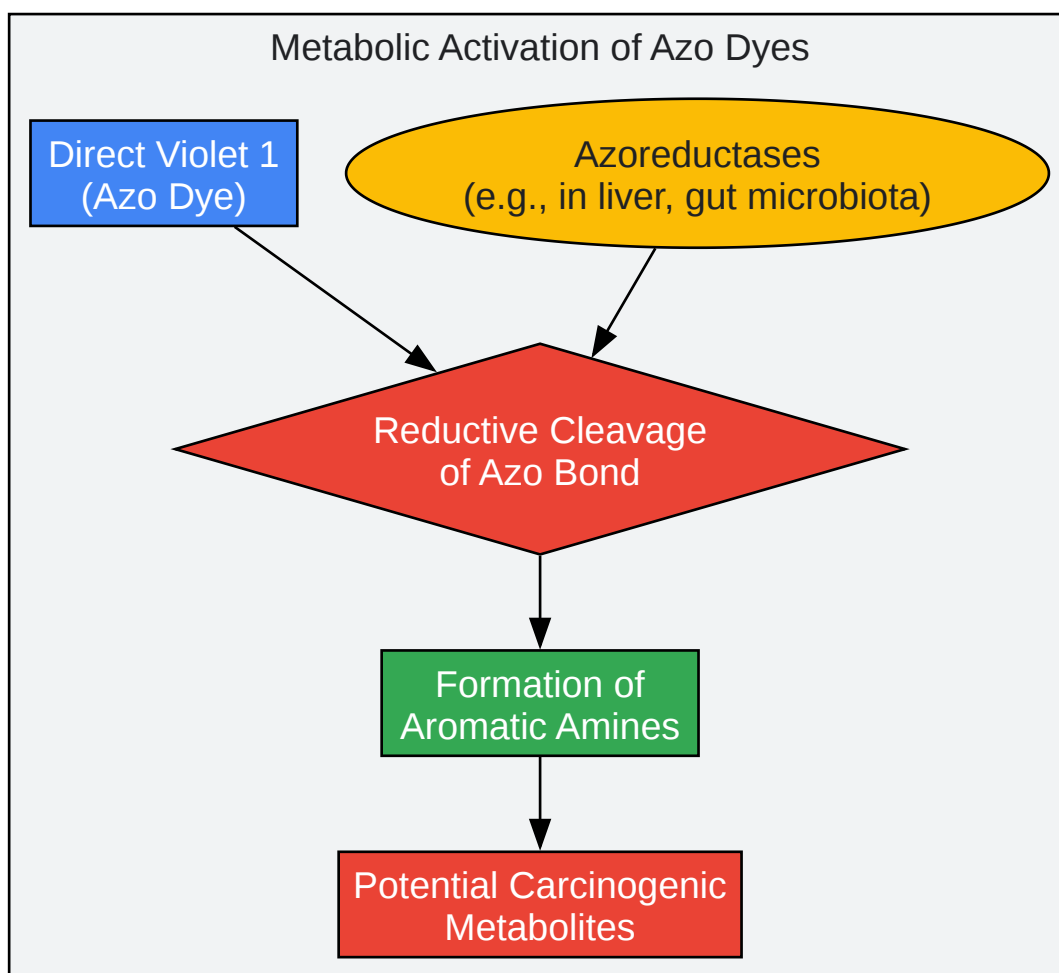 Metabolic Activation of Azo Dyes
Direct Violet 1
(Azo Dye)
Azoreductases
(e.g., in liver, gut microbiota)
Reductive Cleavage
of Azo Bond
Formation of
Aromatic Amines
Potential Carcinogenic
Metabolites